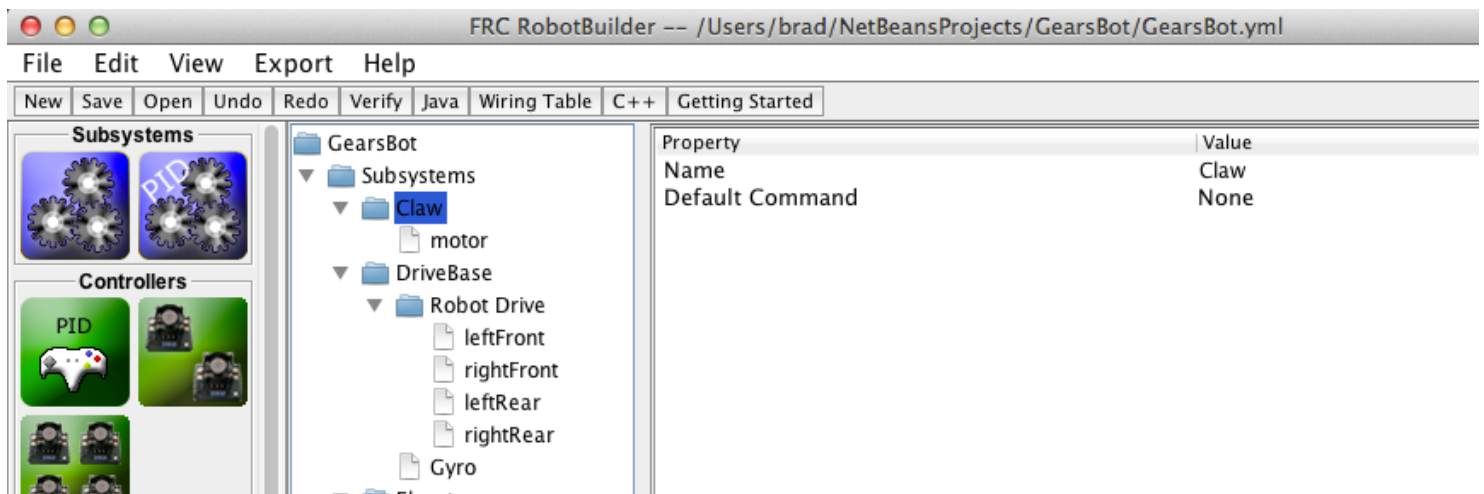 FRC RobotBuilder -- /Users/brad/NetBeansProjects/GearsBot/GearsBot.yml
File Edit View Export Help
New Save Open Undo Redo Verify Java Wiring Table C++ Getting Started
Subsystems
PID
Controllers
PID
GearsBot
Subsystems
Claw
motor
DriveBase
Robot Drive
leftFront
rightFront
leftRear
rightRear
Gyro
Property Value
Name Claw
Default Command None